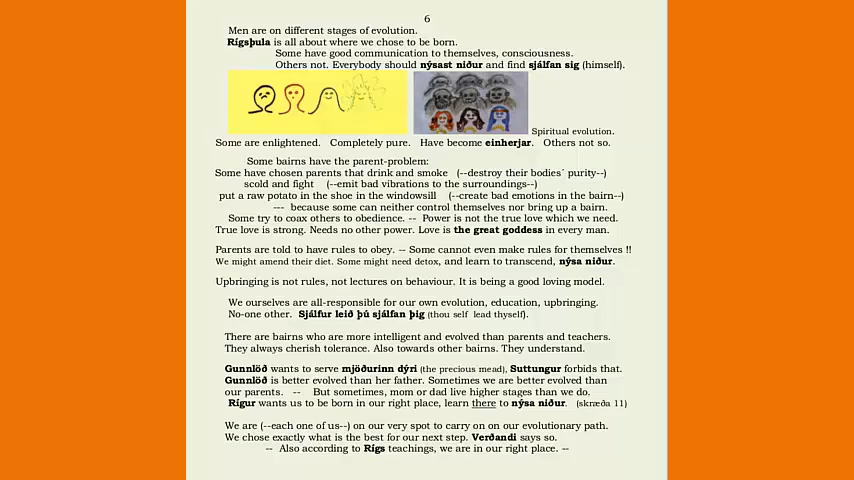 6
Men are on different stages of evolution.
Rígsþula is all about where we chose to be born.
Some have good communication to themselves, consciousness.
Others not. Everybody should nýsast niður and find sjálfan sig (himself).
Spiritual evolution.
Some are enlightened. Completely pure. Have become einherjar. Others not so.
Some bairns have the parent-problem:
Some have chosen parents that drink and smoke (--destroy their bodies´ purity--)
scold and fight (--emit bad vibrations to the surroundings--)
put a raw potato in the shoe in the windowsill (--create bad emotions in the bairn--)
--- because some can neither control themselves nor bring up a bairn.
Some try to coax others to obedience. -- Power is not the true love which we need.
True love is strong. Needs no other power. Love is the great goddess in every man.
Parents are told to have rules to obey. -- Some cannot even make rules for themselves !!
We might amend their diet. Some might need detox, and learn to transcend, nýsa niður.
Upbringing is not rules, not lectures on behaviour. It is being a good loving model.
We ourselves are all-responsible for our own evolution, education, upbringing.
No-one other. Sjálfur leið þú sjálfan þig (thou self lead thyself).
There are bairns who are more intelligent and evolved than parents and teachers.
They always cherish tolerance. Also towards other bairns. They understand.
Gunnlöð wants to serve mjöðurinn dýri (the precious mead), Suttungur forbids that.
Gunnlöð is better evolved than her father. Sometimes we are better evolved than
our parents. -- But sometimes, mom or dad live higher stages than we do.
Rígur wants us to be born in our right place, learn there to nýsa niður. (skræða 11)
We are (--each one of us--) on our very spot to carry on on our evolutionary path.
We chose exactly what is the best for our next step. Verðandi says so.
-- Also according to Rígs teachings, we are in our right place. --